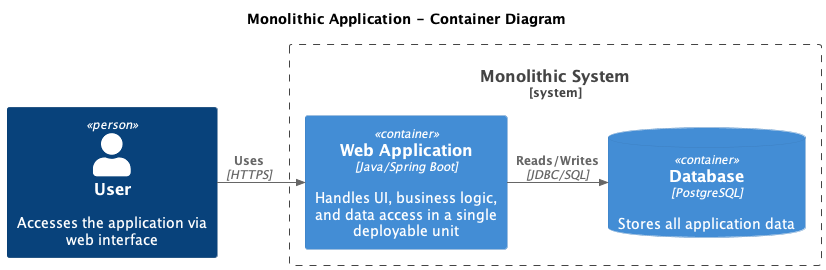 Monolithic Application – Container Diagram
Monolithic System
[system]
«person»
User
Accesses the application via
web interface
Uses
[HTTPS]
«container»
Web Application
[Java/Spring Boot]
Handles UI, business logic,
and data access in a single
deployable unit
Reads/Writes
[JDBC/SQL]
«container»
Database
[PostgreSQL]
Stores all application data